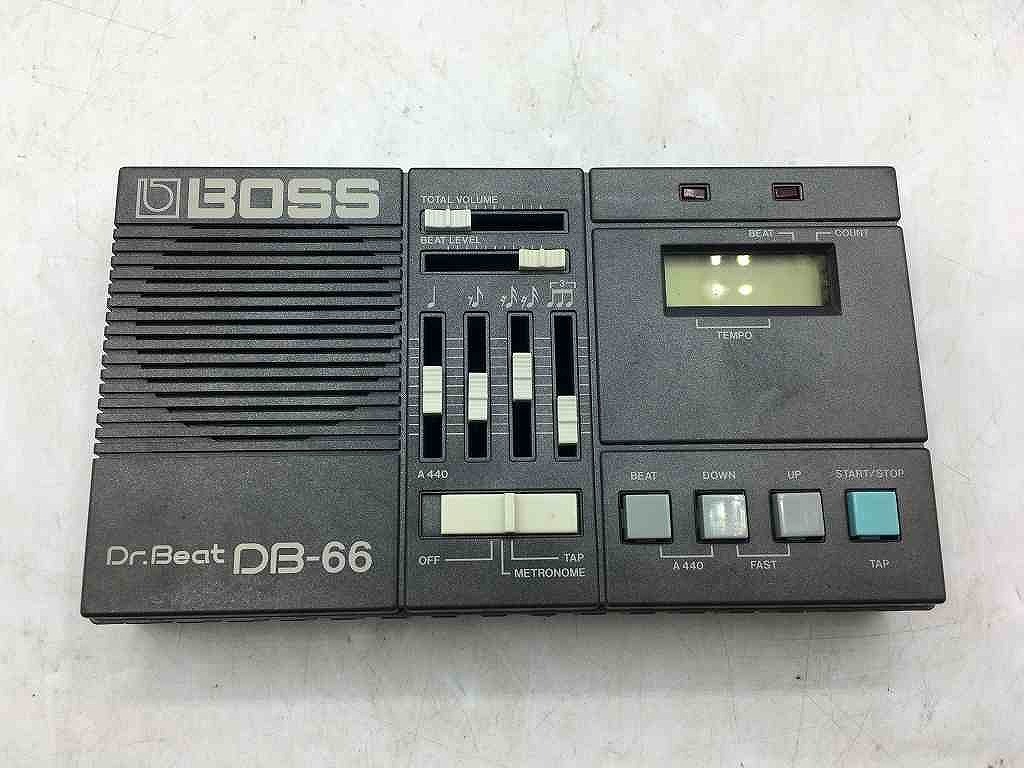 BOSS
TOTAL VOLUME
BEAT LEVEL
3
A 440
OFF
TAP
METRONOME
Dr.Beat DB-66
BEAT
COUNT
TEMPO
BEAT DOWN UP START/STOP
A 440 FAST TAP